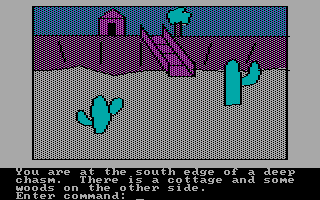 You are at the south edge of a deep
chasm.  There is a cottage and some
woods on the other side.
Enter command: _